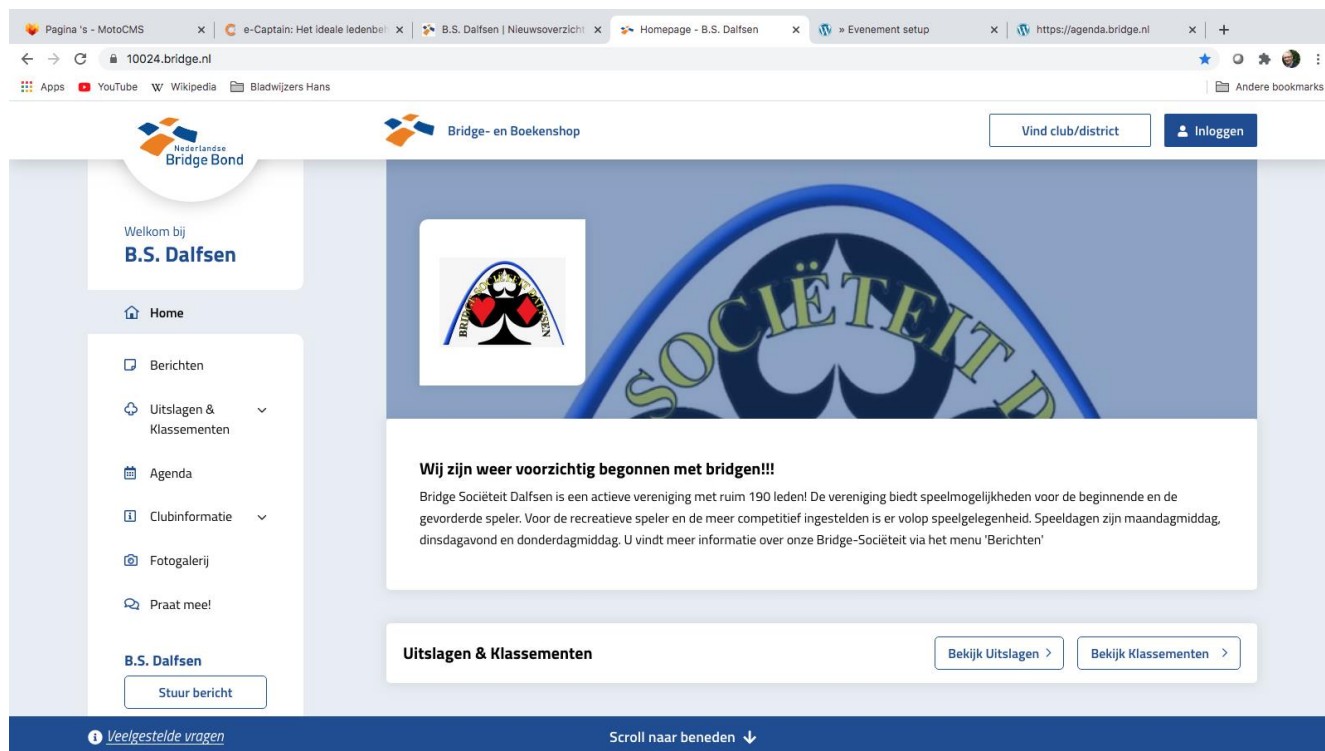 Pagina 's - MotoCMS
e-Captain: Het ideale ledenbeh
B.S. Dalfsen | Nieuwsoverzicht
Homepage - B.S. Dalfsen
» Evenement setup
https://agenda.bridge.nl
10024.bridge.nl
Apps
YouTube
Wikipedia
Bladwijzers Hans
Andere bookmarks
Nederlandse
Bridge Bond
Bridge- en Boekenshop
Vind club/district
Inloggen
Welkom bij
B.S. Dalfsen
Home
Berichten
Uitslagen &
Klassementen
Agenda
Clubinformatie
Fotogalerij
Praat mee!
B.S. Dalfsen
Stuur bericht
BRIDGE SOCIËTEIT DALFSEN
SOCIËTEIT D
Wij zijn weer voorzichtig begonnen met bridgen!!!
Bridge Sociëteit Dalfsen is een actieve vereniging met ruim 190 leden! De vereniging biedt speelmogelijkheden voor de beginnende en de
gevorderde speler. Voor de recreatieve speler en de meer competitief ingestelden is er volop speelgelegenheid. Speeldagen zijn maandagmiddag,
dinsdagavond en donderdagmiddag. U vindt meer informatie over onze Bridge-Sociëteit via het menu 'Berichten'
Uitslagen & Klassementen
Bekijk Uitslagen
Bekijk Klassementen
Veelgestelde vragen
Scroll naar beneden